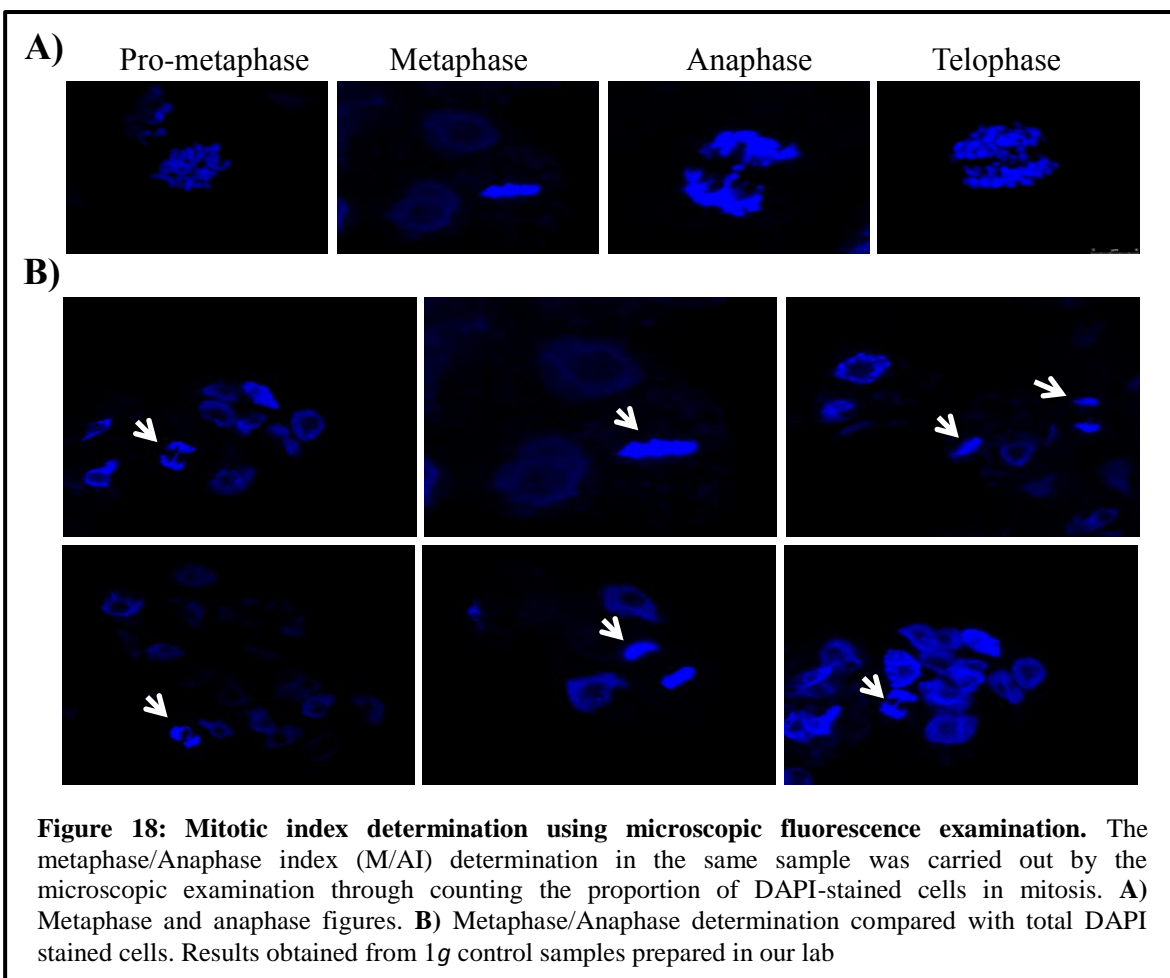 A)
Pro-metaphase Metaphase Anaphase Telophase
B)
Figure 18: Mitotic index determination using microscopic fluorescence examination. The
metaphase/Anaphase index (M/AI) determination in the same sample was carried out by the
microscopic examination through counting the proportion of DAPI-stained cells in mitosis. A)
Metaphase and anaphase figures. B) Metaphase/Anaphase determination compared with total DAPI
stained cells. Results obtained from 1g control samples prepared in our lab